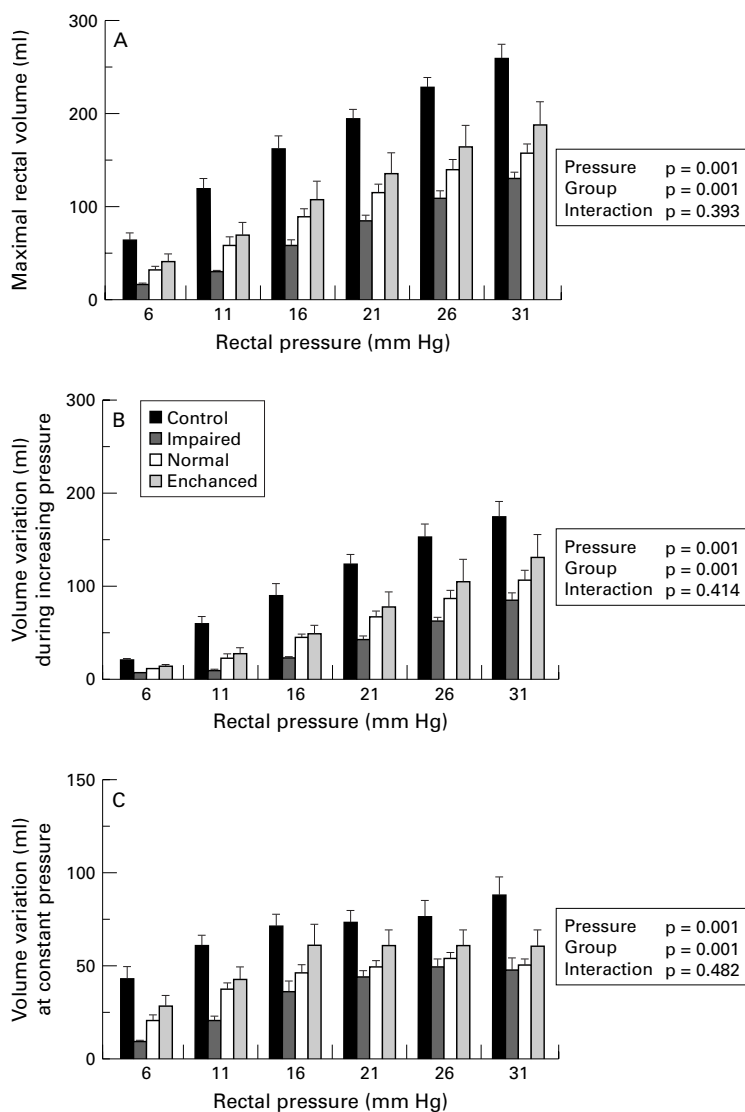 A
Maximal rectal volume (ml)
300
200
100
0
6 11 16 21 26 31
Rectal pressure (mm Hg)
Pressure p = 0.001
Group p = 0.001
Interaction p = 0.393
B
Volume variation (ml)
during increasing pressure
300
200
100
0
Control
Impaired
Normal
Enchanced
6 11 16 21 26 31
Rectal pressure (mm Hg)
Pressure p = 0.001
Group p = 0.001
Interaction p = 0.414
C
Volume variation (ml)
at constant pressure
150
100
50
0
6 11 16 21 26 31
Rectal pressure (mm Hg)
Pressure p = 0.001
Group p = 0.001
Interaction p = 0.482